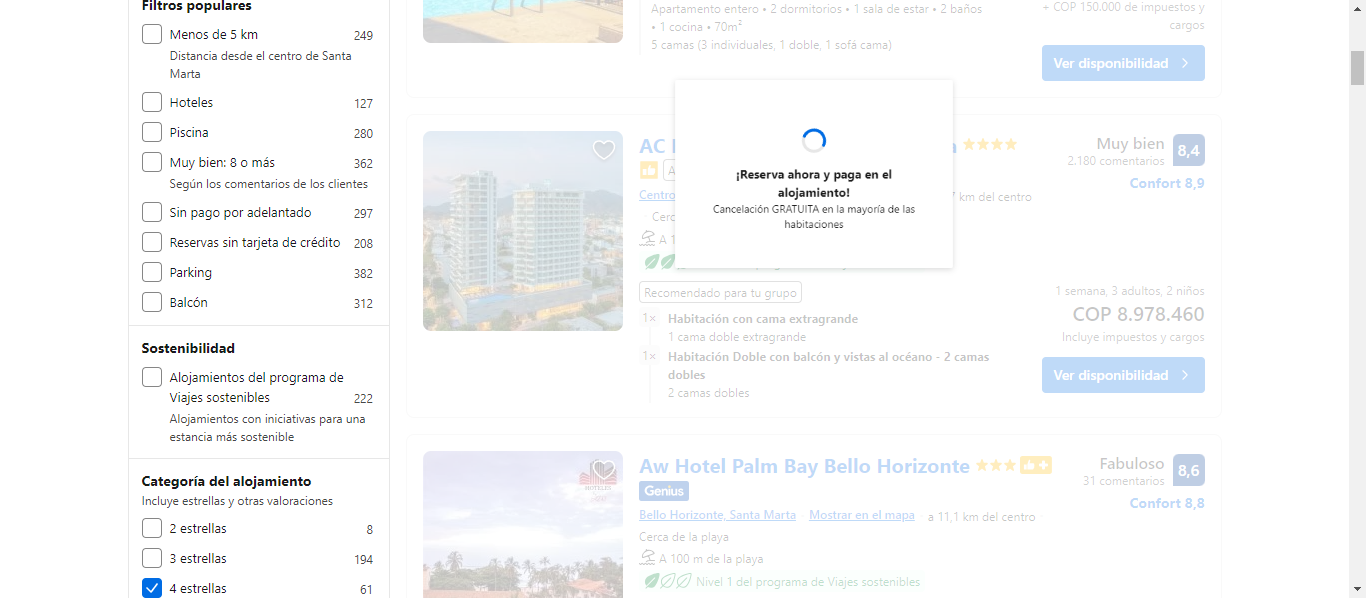 Filtros populares
Menos de 5 km 249
Distancia desde el centro de Santa
Marta
Hoteles 127
Piscina 280
Muy bien: 8 o más 362
Según los comentarios de los clientes
Sin pago por adelantado 297
Reservas sin tarjeta de crédito 208
Parking 382
Balcón 312
Sostenibilidad
Alojamientos del programa de
Viajes sostenibles 222
Alojamientos con iniciativas para una
estancia más sostenible
Categoría del alojamiento
Incluye estrellas y otras valoraciones
2 estrellas 8
3 estrellas 194
4 estrellas 61
Apartamento entero • 2 dormitorios • 1 sala de estar • 2 baños
• 1 cocina • 70m²
5 camas (3 individuales, 1 doble, 1 sofá cama)
+ COP 150.000 de impuestos y
cargos
Ver disponibilidad
¡Reserva ahora y paga en el
alojamiento!
Cancelación GRATUITA en la mayoría de las
habitaciones
AC
Muy bien 8,4
2.180 comentarios
Confort 8,9
Centro
km del centro
A 1
Recomendado para tu grupo
1× Habitación con cama extragrande
1 cama doble extragrande
1× Habitación Doble con balcón y vistas al océano - 2 camas
dobles
2 camas dobles
1 semana, 3 adultos, 2 niños
COP 8.978.460
Incluye impuestos y cargos
Ver disponibilidad
HOTELES
Aw Hotel Palm Bay Bello Horizonte
Genius
Fabuloso 8,6
31 comentarios
Confort 8,8
Bello Horizonte, Santa Marta Mostrar en el mapa a 11,1 km del centro
Cerca de la playa
A 100 m de la playa
Nivel 1 del programa de Viajes sostenibles